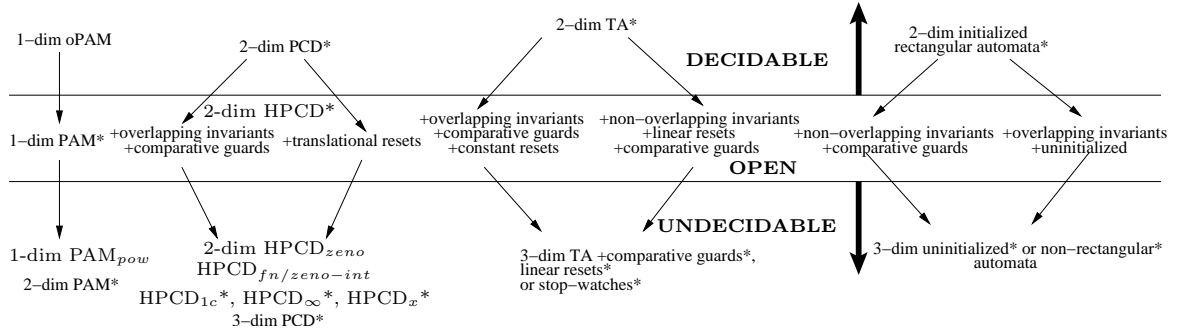 1–dim oPAM
2–dim PCD*
2–dim TA*
DECIDABLE
2–dim initialized
rectangular automata*
2-dim HPCD*
1–dim PAM*
+overlapping invariants
+comparative guards
+translational resets
+overlapping invariants
+comparative guards
+constant resets
+non–overlapping invariants
+linear resets
+comparative guards
+non–overlapping invariants
+comparative guards
+overlapping invariants
+uninitialized
OPEN
UNDECIDABLE
1-dim PAM_pow
2–dim PAM*
2-dim HPCD_zeno
HPCD_fn/zeno−int
HPCD_1c*, HPCD_∞*, HPCD_x*
3–dim PCD*
3–dim TA +comparative guards*,
linear resets*
or stop–watches*
3–dim uninitialized* or non–rectangular*
automata